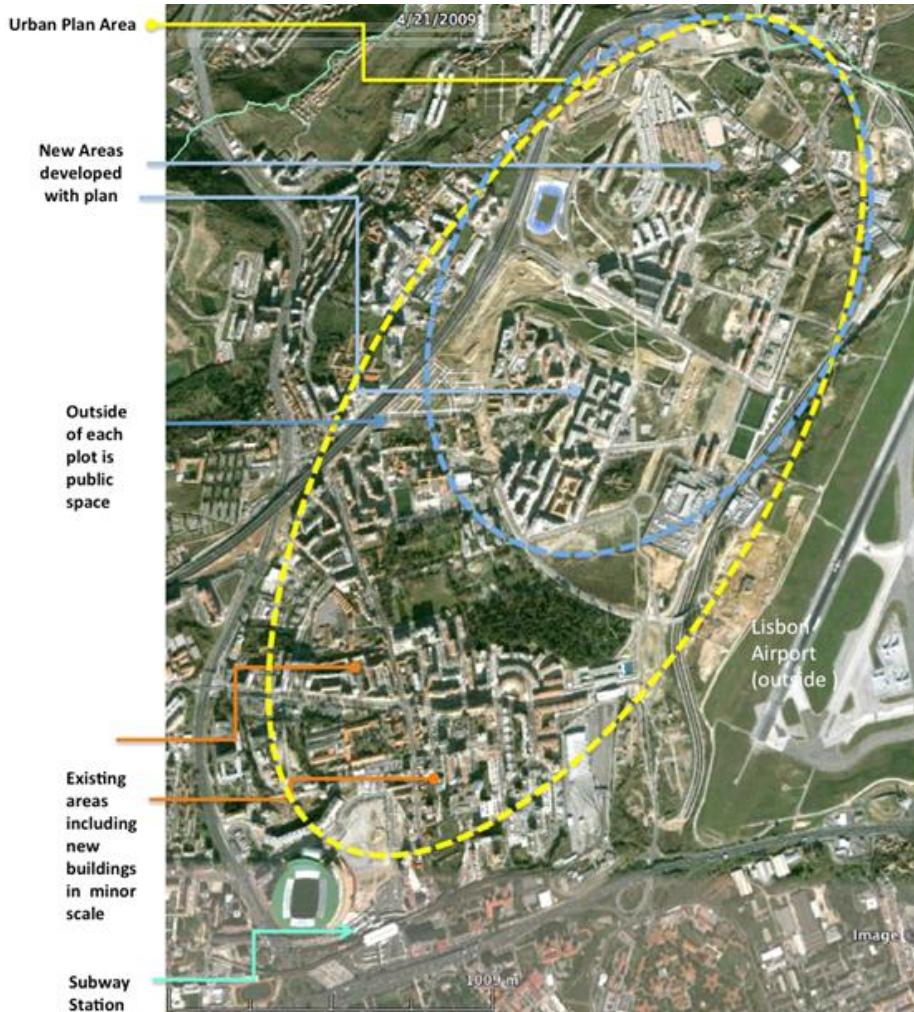 4/21/2009
Urban Plan Area
New Areas
developed
with plan
Outside
of each
plot is
public
space
Lisbon
Airport
(outside )
Existing
areas
including
new
buildings
in minor
scale
Image
Subway
Station
1009 m